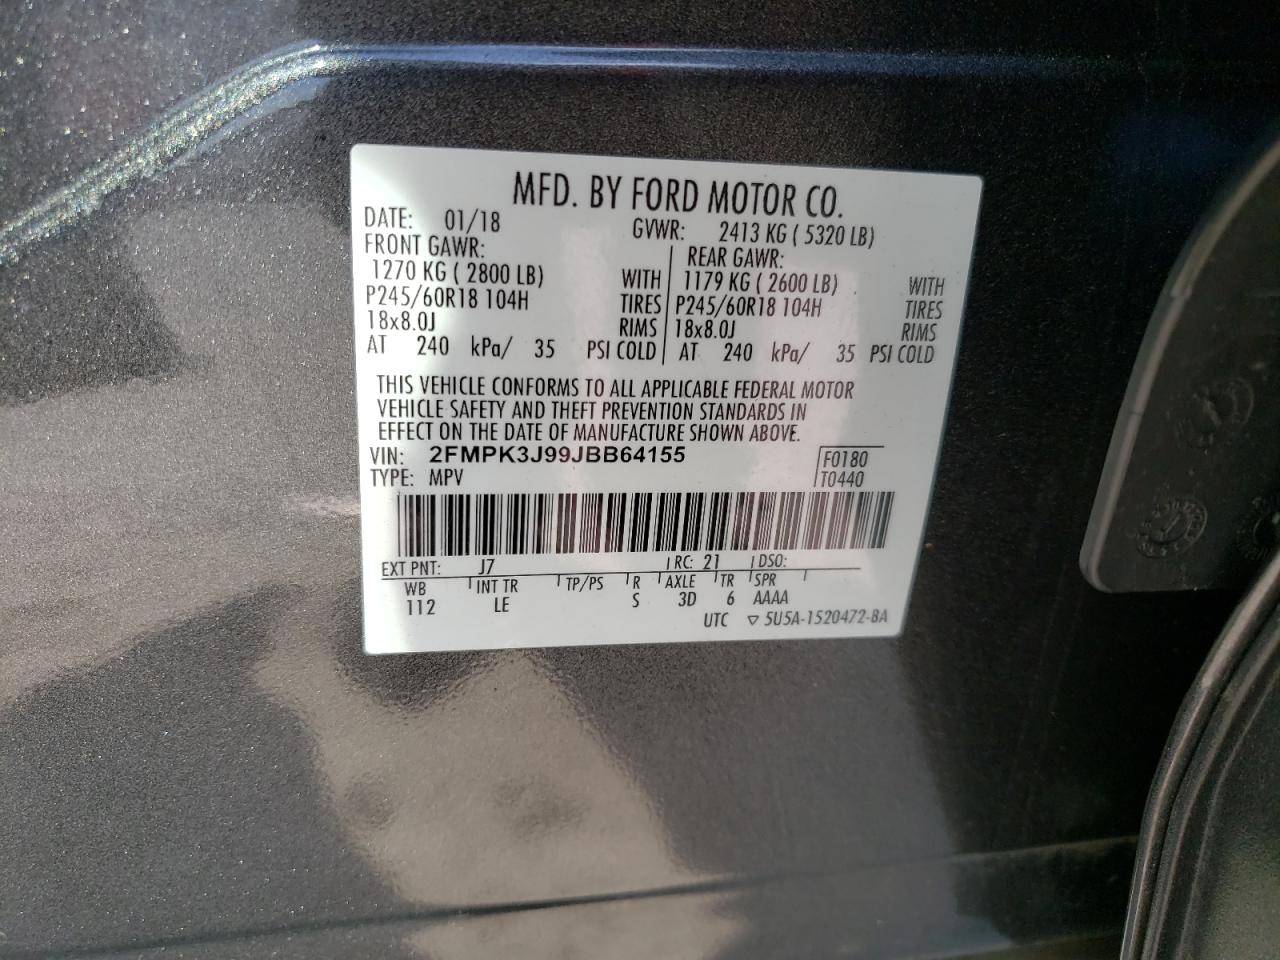 MFD. BY FORD MOTOR CO.
DATE: 01/18 GVWR: 2413 KG ( 5320 LB)
FRONT GAWR: REAR GAWR:
1270 KG ( 2800 LB) WITH 1179 KG ( 2600 LB) WITH
P245/60R18 104H TIRES P245/60R18 104H TIRES
18x8.0J RIMS 18x8.0J RIMS
AT 240 kPa/ 35 PSI COLD AT 240 kPa/ 35 PSI COLD
THIS VEHICLE CONFORMS TO ALL APPLICABLE FEDERAL MOTOR
VEHICLE SAFETY AND THEFT PREVENTION STANDARDS IN
EFFECT ON THE DATE OF MANUFACTURE SHOWN ABOVE.
VIN: 2FMPK3J99JBB64155 F0180
TYPE: MPV T0440
EXT PNT: J7 RC: 21 DSO:
WB INT TR TP/PS R AXLE TR SPR
112 LE S 3D 6 AAAA
UTC ▽ 5U5A-1520472-BA